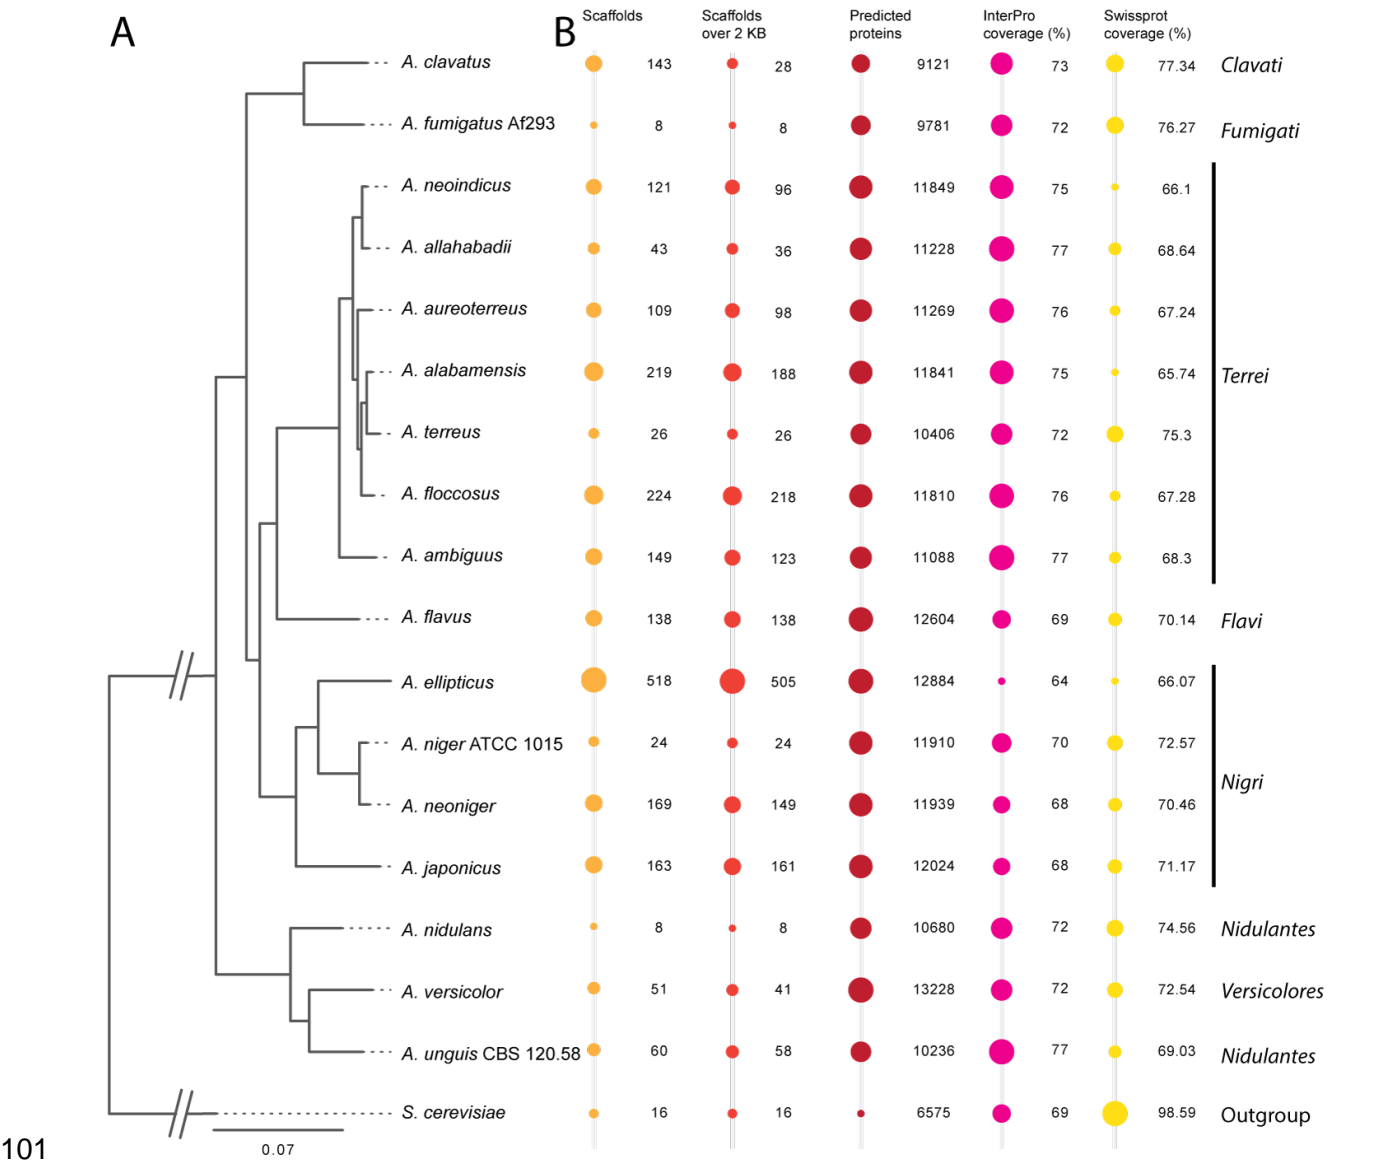 A
B
Scaffolds
Scaffolds
over 2 KB
Predicted
proteins
InterPro
coverage (%)
Swissprot
coverage (%)
A. clavatus 143 28 9121 73 77.34 Clavati
A. fumigatus Af293 8 8 9781 72 76.27 Fumigati
A. neoindicus 121 96 11849 75 66.1
A. allahabadii 43 36 11228 77 68.64
A. aureoterreus 109 98 11269 76 67.24
A. alabamensis 219 188 11841 75 65.74 Terrei
A. terreus 26 26 10406 72 75.3
A. floccosus 224 218 11810 76 67.28
A. ambiguus 149 123 11088 77 68.3
A. flavus 138 138 12604 69 70.14 Flavi
A. ellipticus 518 505 12884 64 66.07
A. niger ATCC 1015 24 24 11910 70 72.57
Nigri
A. neoniger 169 149 11939 68 70.46
A. japonicus 163 161 12024 68 71.17
A. nidulans 8 8 10680 72 74.56 Nidulantes
A. versicolor 51 41 13228 72 72.54 Versicolores
A. unguis CBS 120.58 60 58 10236 77 69.03 Nidulantes
S. cerevisiae 16 16 6575 69 98.59 Outgroup
0.07
101